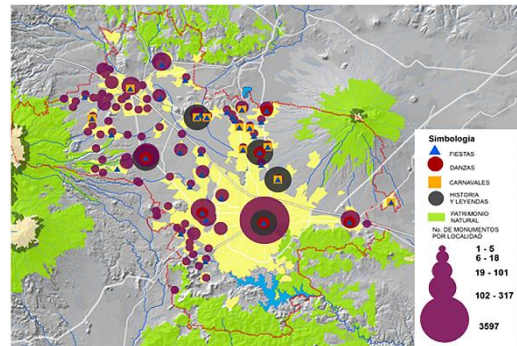 Simbología
FIESTAS
DANZAS
CARNAVALES
HISTORIA
Y LEYENDAS
PATRIMONIO
NATURAL
No. DE MONUMENTOS
POR LOCALIDAD
1 - 5
6 - 18
19 - 101
102 - 317
3597